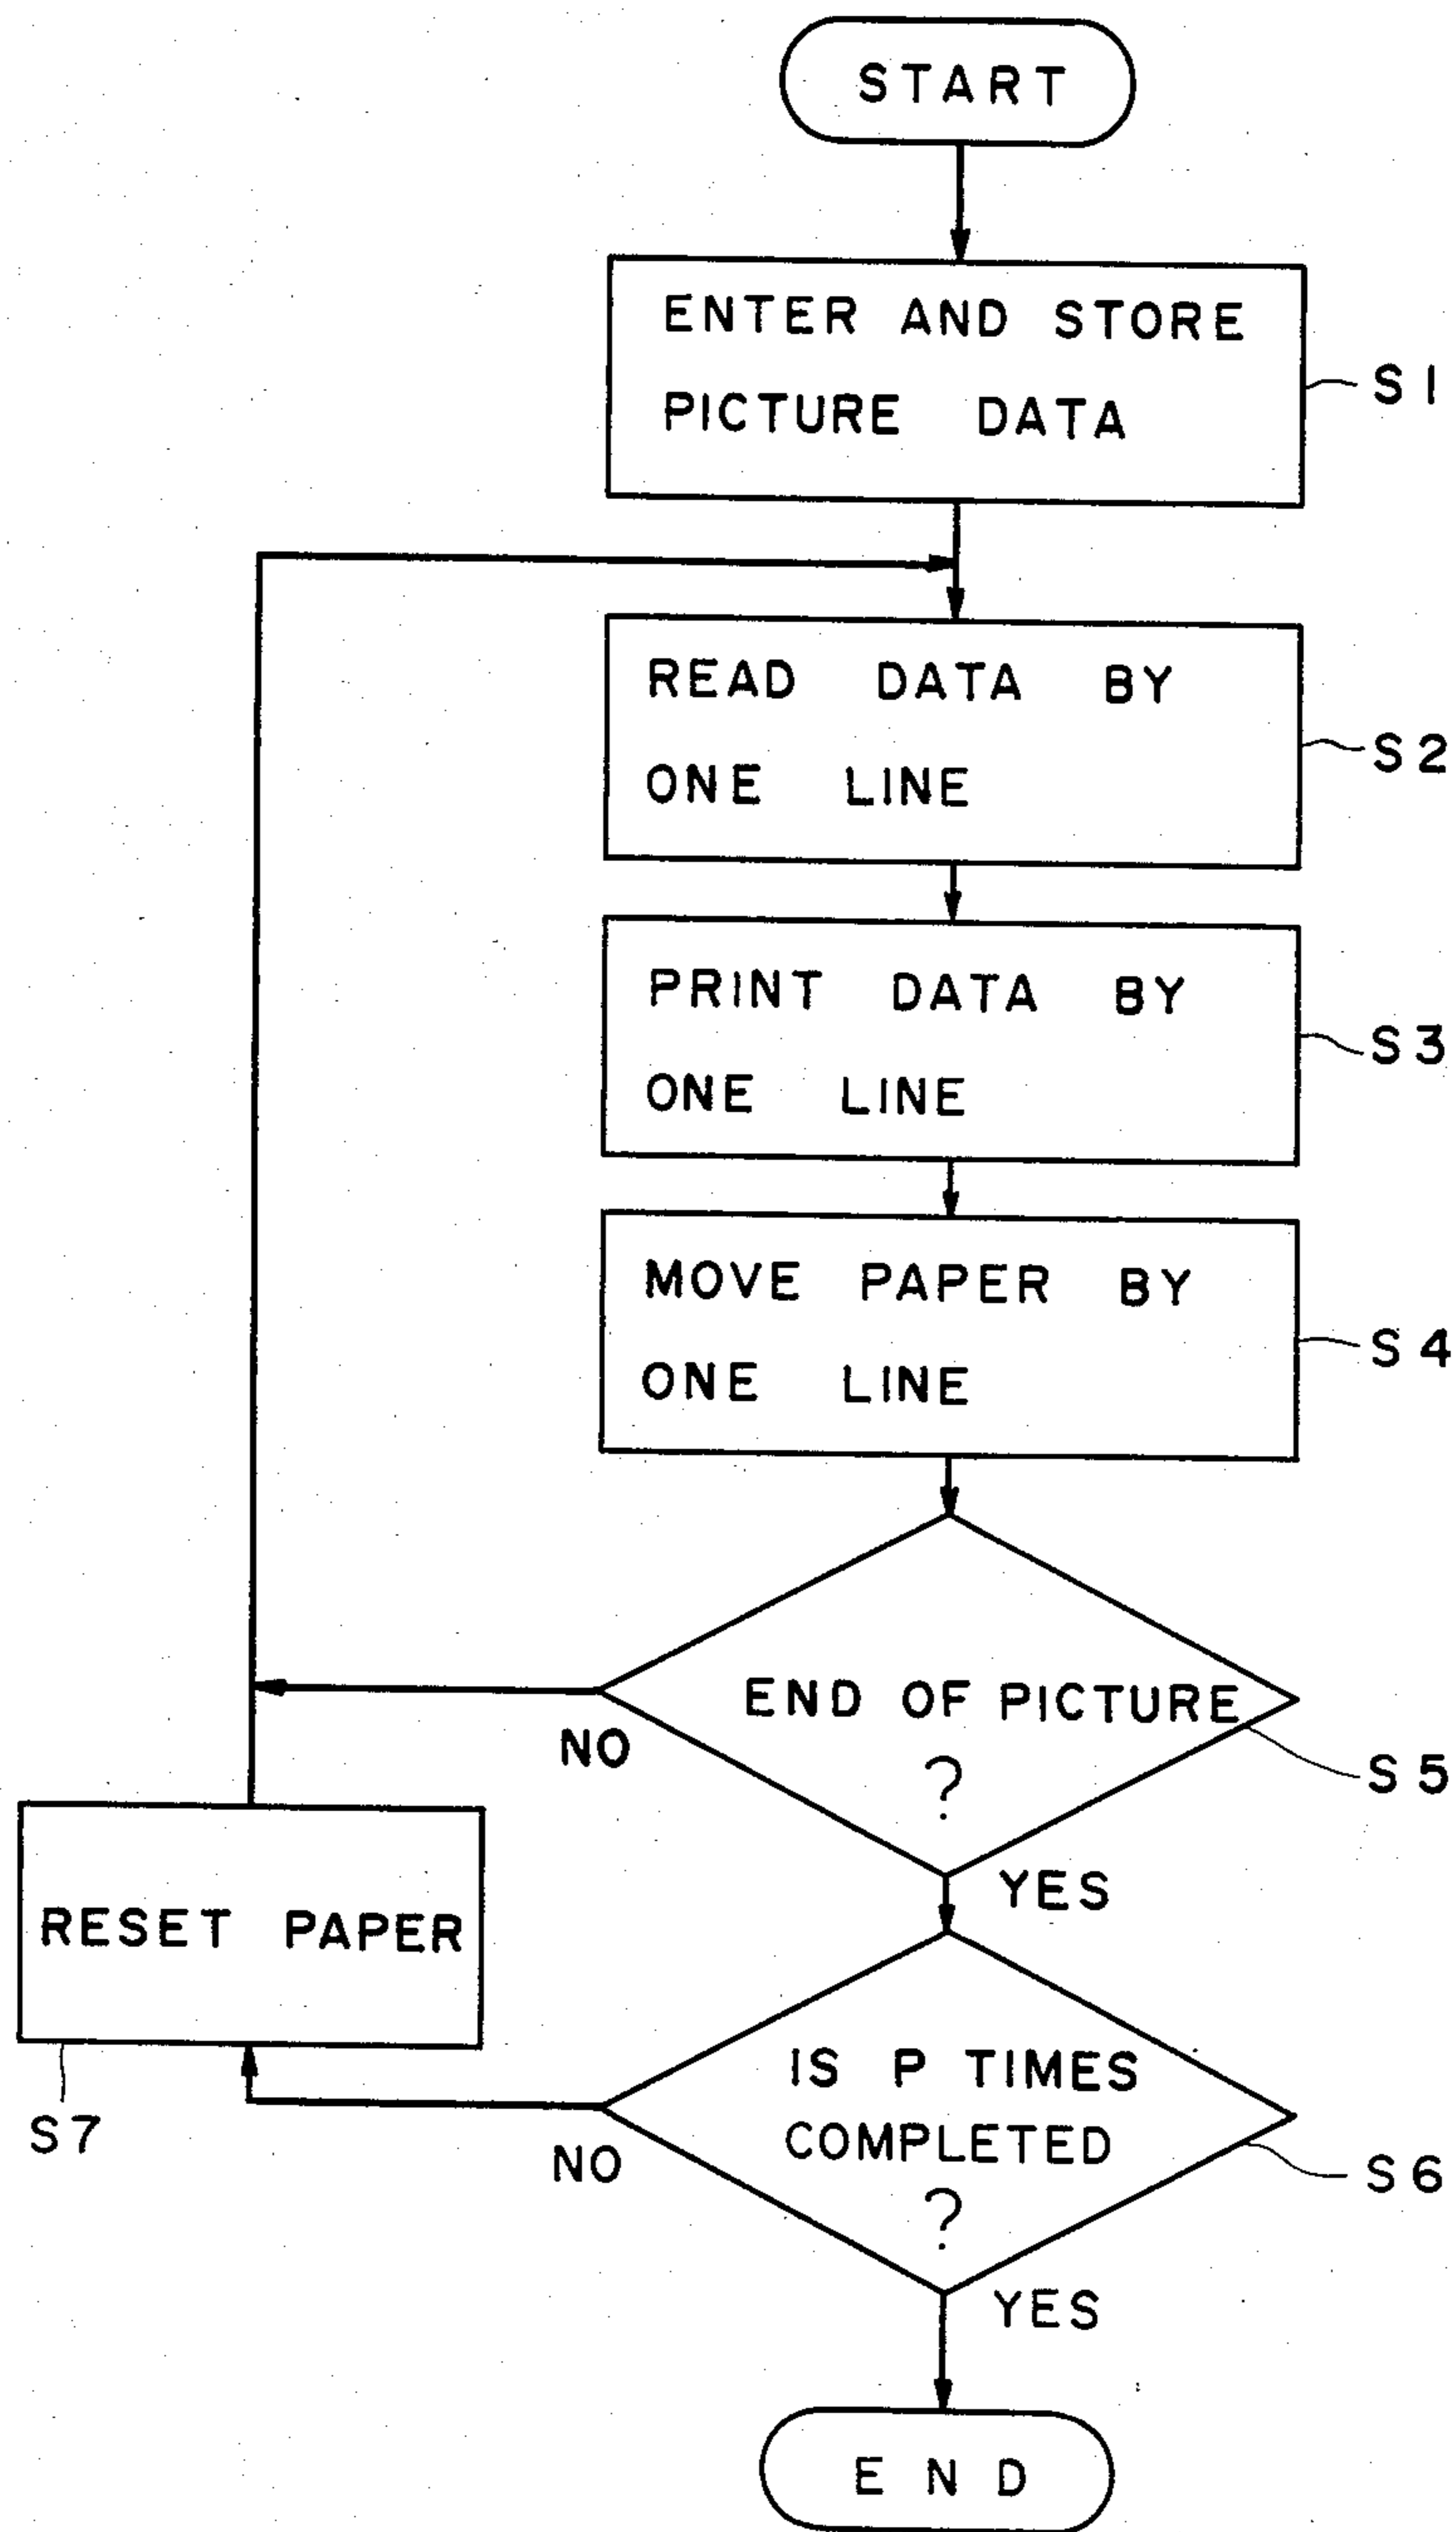 START
ENTER AND STORE
PICTURE DATA
S1
READ DATA BY
ONE LINE
S2
PRINT DATA BY
ONE LINE
S3
MOVE PAPER BY
ONE LINE
S4
END OF PICTURE
?
S5
NO
YES
RESET PAPER
S7
IS P TIMES
COMPLETED
?
S6
NO
YES
END